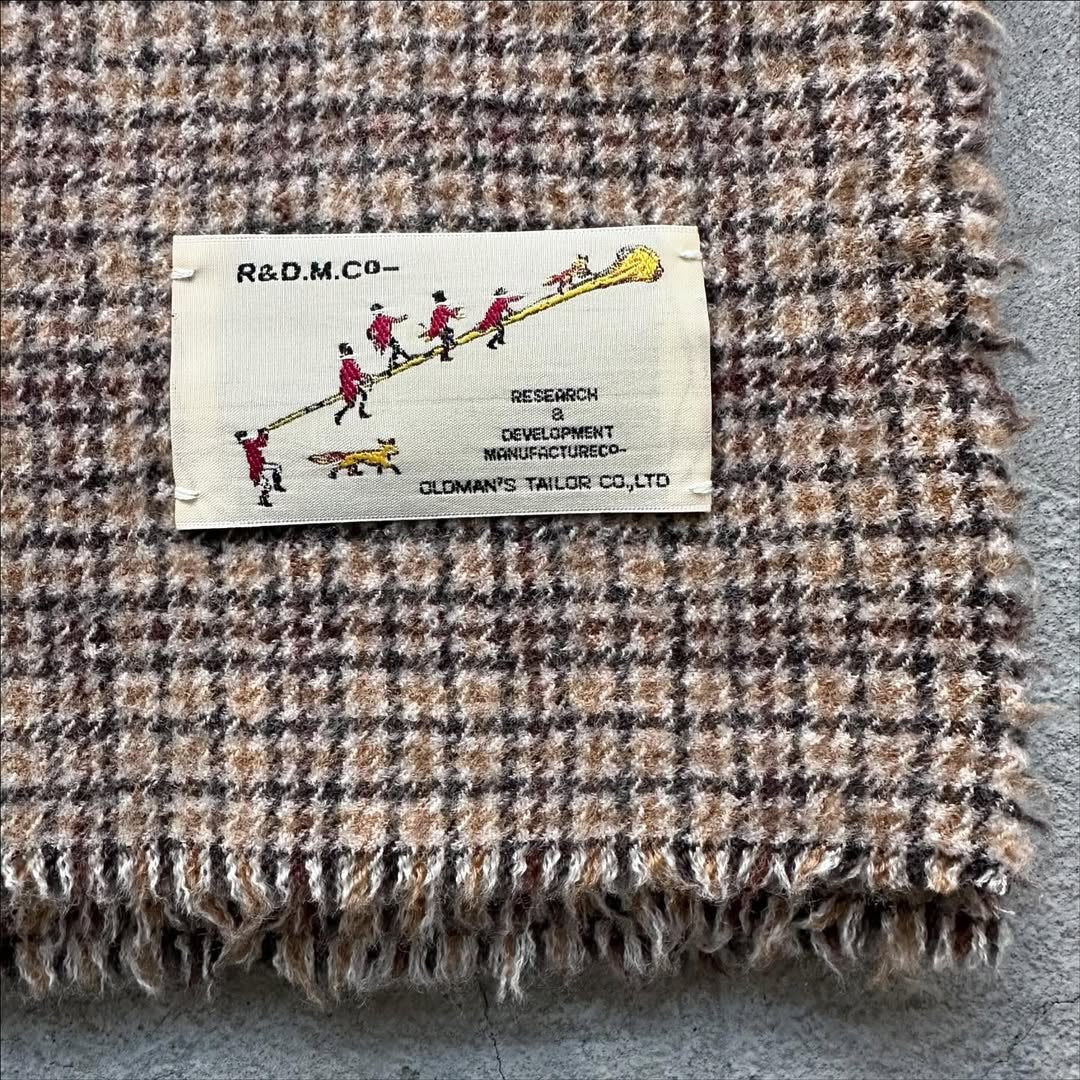 R&D.M.Co-
RESEARCH
&
DEVELOPMENT
MANUFACTURECO-
OLDMAN'S TAILOR CO.,LTD